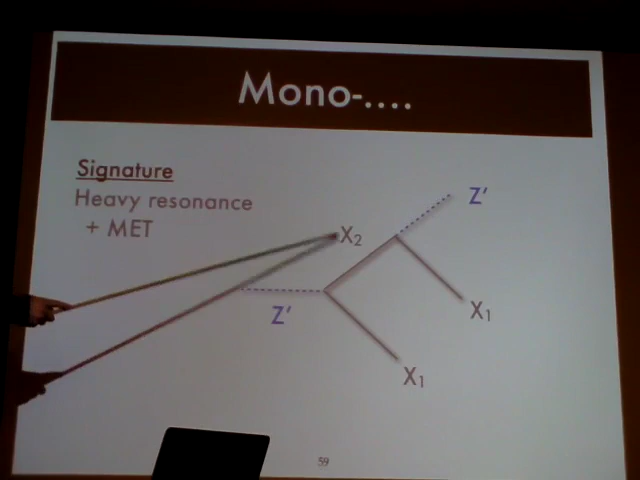 Mono-....
Signature
Heavy resonance
+ MET
Z'
X₂
Z'
X₁
X₁
59